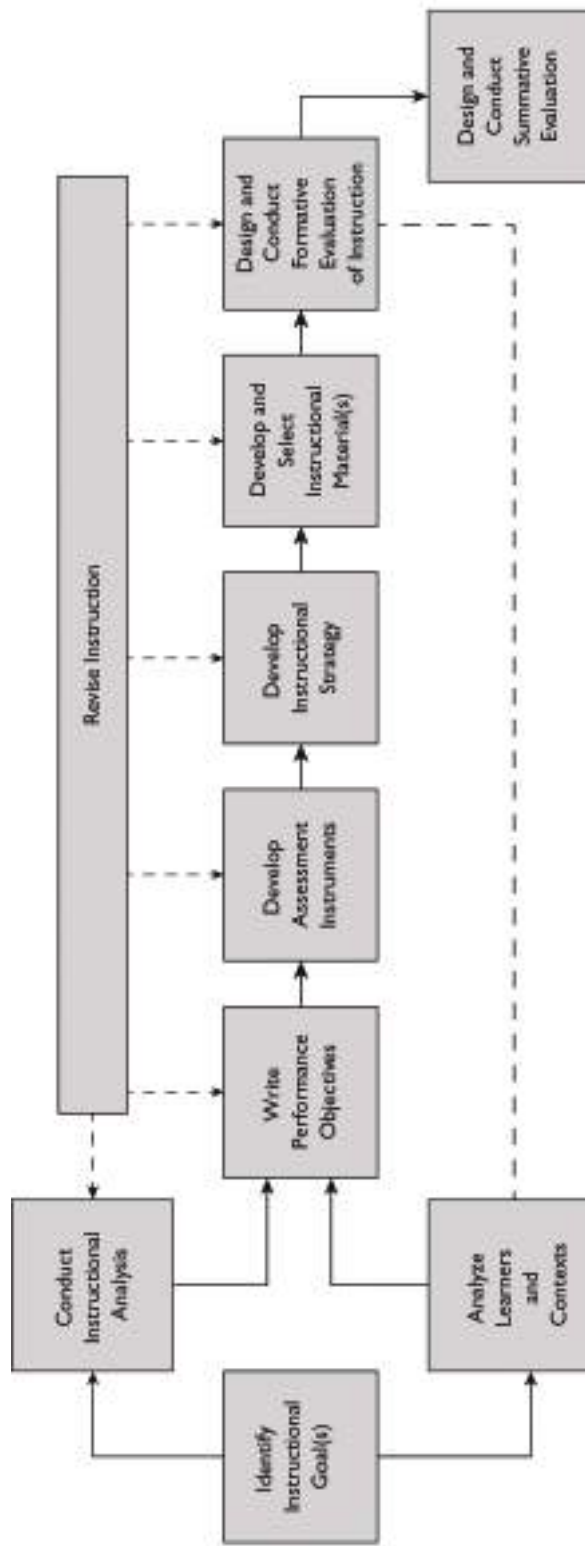 Revise Instruction
Conduct
Instructional
Analysis
Identify
Instructional
Goal(s)
Analyze
Learners
and
Contexts
Write
Performance
Objectives
Develop
Assessment
Instruments
Develop
Instructional
Strategy
Develop and
Select
Instructional
Material(s)
Design and
Conduct
Formative
Evaluation
of Instruction
Design and
Conduct
Summative
Evaluation